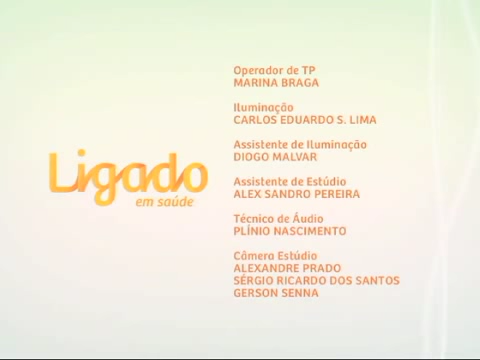 Ligado
em saúde
Operador de TP
MARINA BRAGA
Iluminação
CARLOS EDUARDO S. LIMA
Assistente de Iluminação
DIOGO MALVAR
Assistente de Estúdio
ALEX SANDRO PEREIRA
Técnico de Áudio
PLÍNIO NASCIMENTO
Câmera Estúdio
ALEXANDRE PRADO
SÉRGIO RICARDO DOS SANTOS
GERSON SENNA